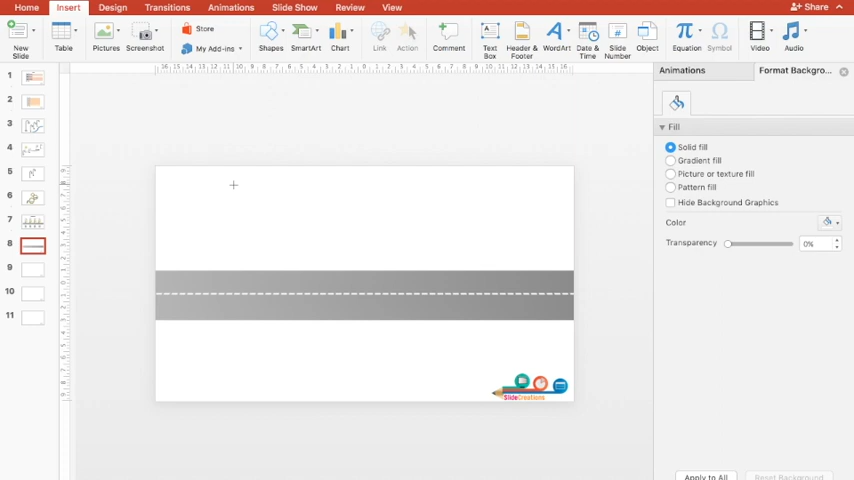 Home Insert Design Transitions Animations Slide Show Review View Share
New Slide
Table
Pictures
Screenshot
Store
My Add-ins
Shapes
SmartArt
Chart
Link
Action
Comment
Text Box
Header & Footer
WordArt
Date & Time
Slide Number
Object
Equation
Symbol
Video
Audio
Animations
Format Backgro...
Fill
Solid fill
Gradient fill
Picture or texture fill
Pattern fill
Hide Background Graphics
Color
Transparency 0%
1
2
3
4
5
6
7
8
9
10
11
SlideCreations
Apply to All
Reset Background